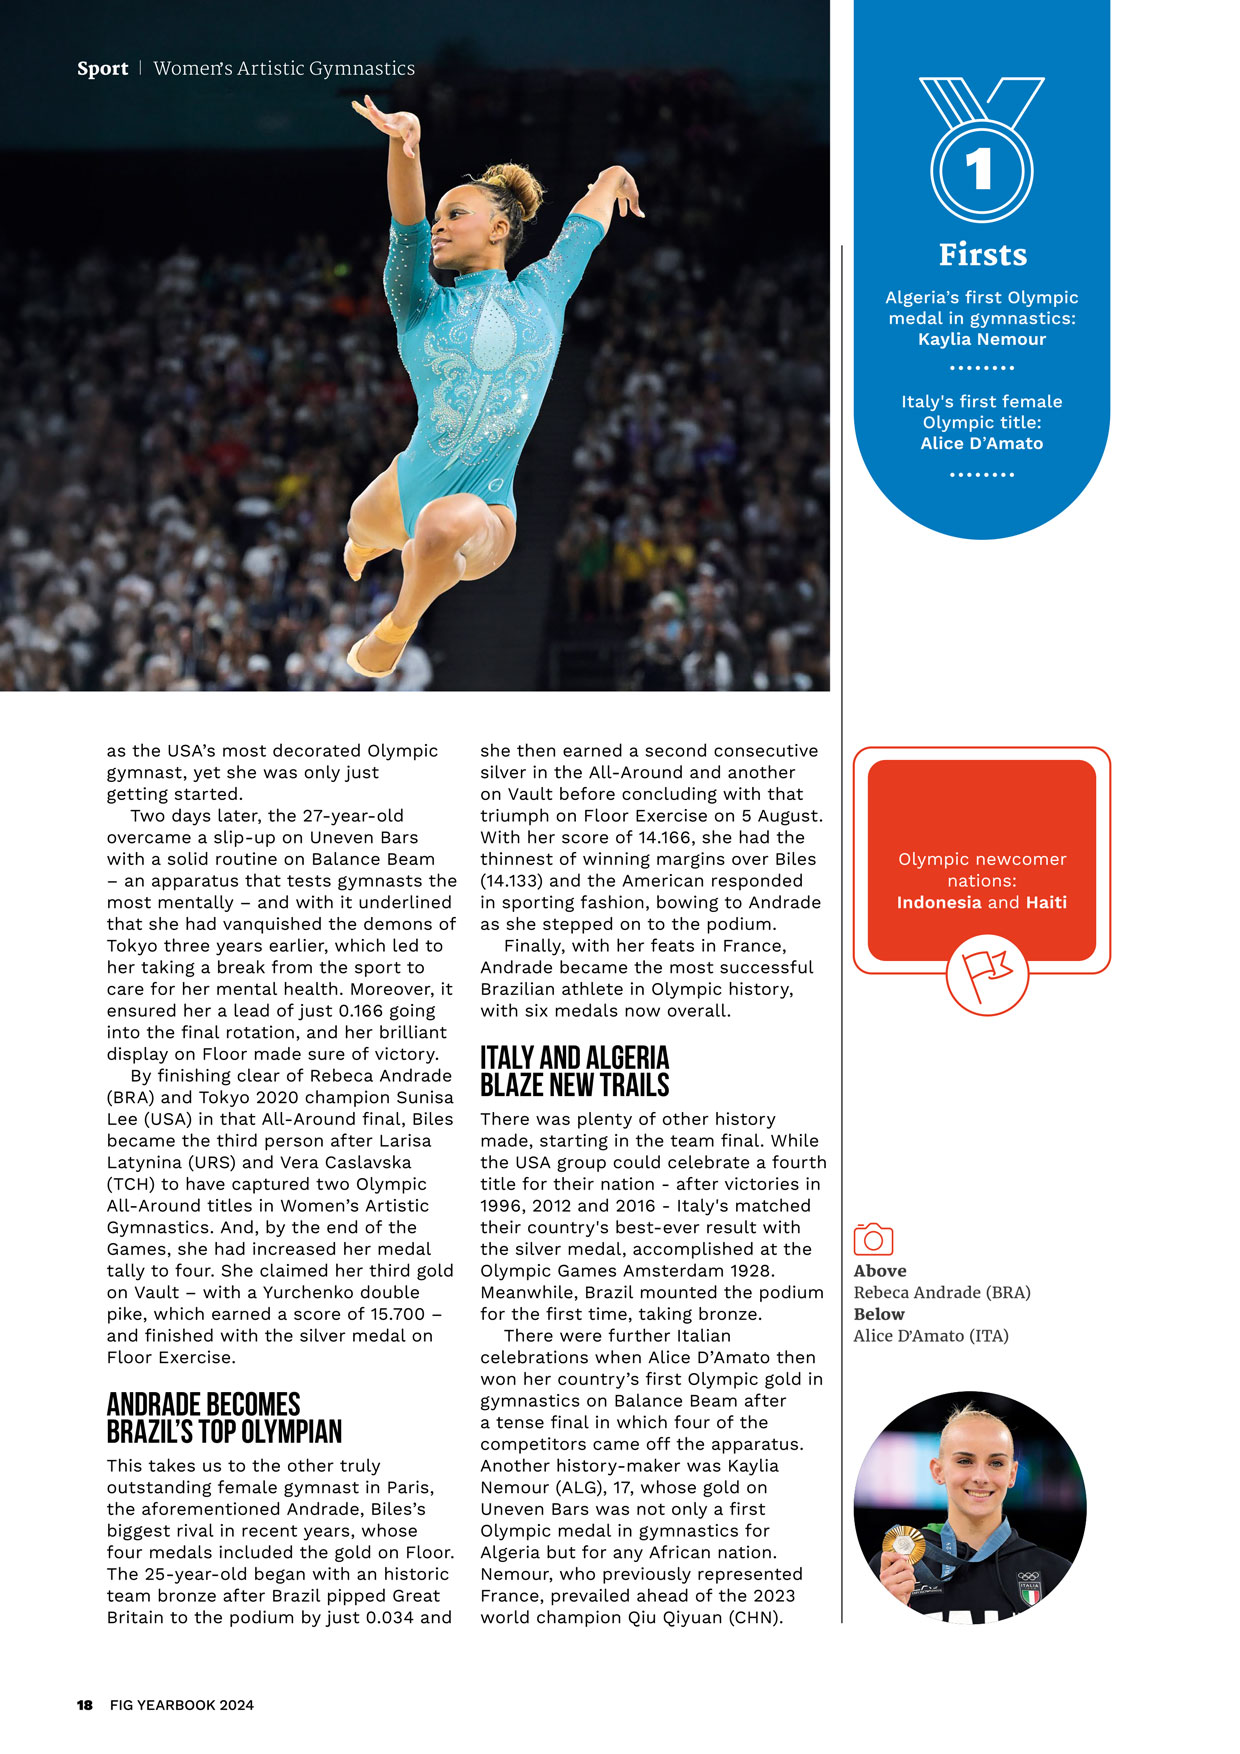 Sport | Women's Artistic Gymnastics
1
Firsts
Algeria's first Olympic
medal in gymnastics:
Kaylia Nemour
Italy's first female
Olympic title:
Alice D'Amato
as the USA's most decorated Olympic
gymnast, yet she was only just
getting started.
Two days later, the 27-year-old
overcame a slip-up on Uneven Bars
with a solid routine on Balance Beam
– an apparatus that tests gymnasts the
most mentally – and with it underlined
that she had vanquished the demons of
Tokyo three years earlier, which led to
her taking a break from the sport to
care for her mental health. Moreover, it
ensured her a lead of just 0.166 going
into the final rotation, and her brilliant
display on Floor made sure of victory.
By finishing clear of Rebeca Andrade
(BRA) and Tokyo 2020 champion Sunisa
Lee (USA) in that All-Around final, Biles
became the third person after Larisa
Latynina (URS) and Vera Caslavska
(TCH) to have captured two Olympic
All-Around titles in Women's Artistic
Gymnastics. And, by the end of the
Games, she had increased her medal
tally to four. She claimed her third gold
on Vault – with a Yurchenko double
pike, which earned a score of 15.700 –
and finished with the silver medal on
Floor Exercise.
ANDRADE BECOMES
BRAZIL'S TOP OLYMPIAN
This takes us to the other truly
outstanding female gymnast in Paris,
the aforementioned Andrade, Biles's
biggest rival in recent years, whose
four medals included the gold on Floor.
The 25-year-old began with an historic
team bronze after Brazil pipped Great
Britain to the podium by just 0.034 and
she then earned a second consecutive
silver in the All-Around and another
on Vault before concluding with that
triumph on Floor Exercise on 5 August.
With her score of 14.166, she had the
thinnest of winning margins over Biles
(14.133) and the American responded
in sporting fashion, bowing to Andrade
as she stepped on to the podium.
Finally, with her feats in France,
Andrade became the most successful
Brazilian athlete in Olympic history,
with six medals now overall.
ITALY AND ALGERIA
BLAZE NEW TRAILS
There was plenty of other history
made, starting in the team final. While
the USA group could celebrate a fourth
title for their nation - after victories in
1996, 2012 and 2016 - Italy's matched
their country's best-ever result with
the silver medal, accomplished at the
Olympic Games Amsterdam 1928.
Meanwhile, Brazil mounted the podium
for the first time, taking bronze.
There were further Italian
celebrations when Alice D'Amato then
won her country's first Olympic gold in
gymnastics on Balance Beam after
a tense final in which four of the
competitors came off the apparatus.
Another history-maker was Kaylia
Nemour (ALG), 17, whose gold on
Uneven Bars was not only a first
Olympic medal in gymnastics for
Algeria but for any African nation.
Nemour, who previously represented
France, prevailed ahead of the 2023
world champion Qiu Qiyuan (CHN).
Olympic newcomer
nations:
Indonesia and Haiti
Above
Rebeca Andrade (BRA)
Below
Alice D'Amato (ITA)
ITALIA
18 FIG YEARBOOK 2024